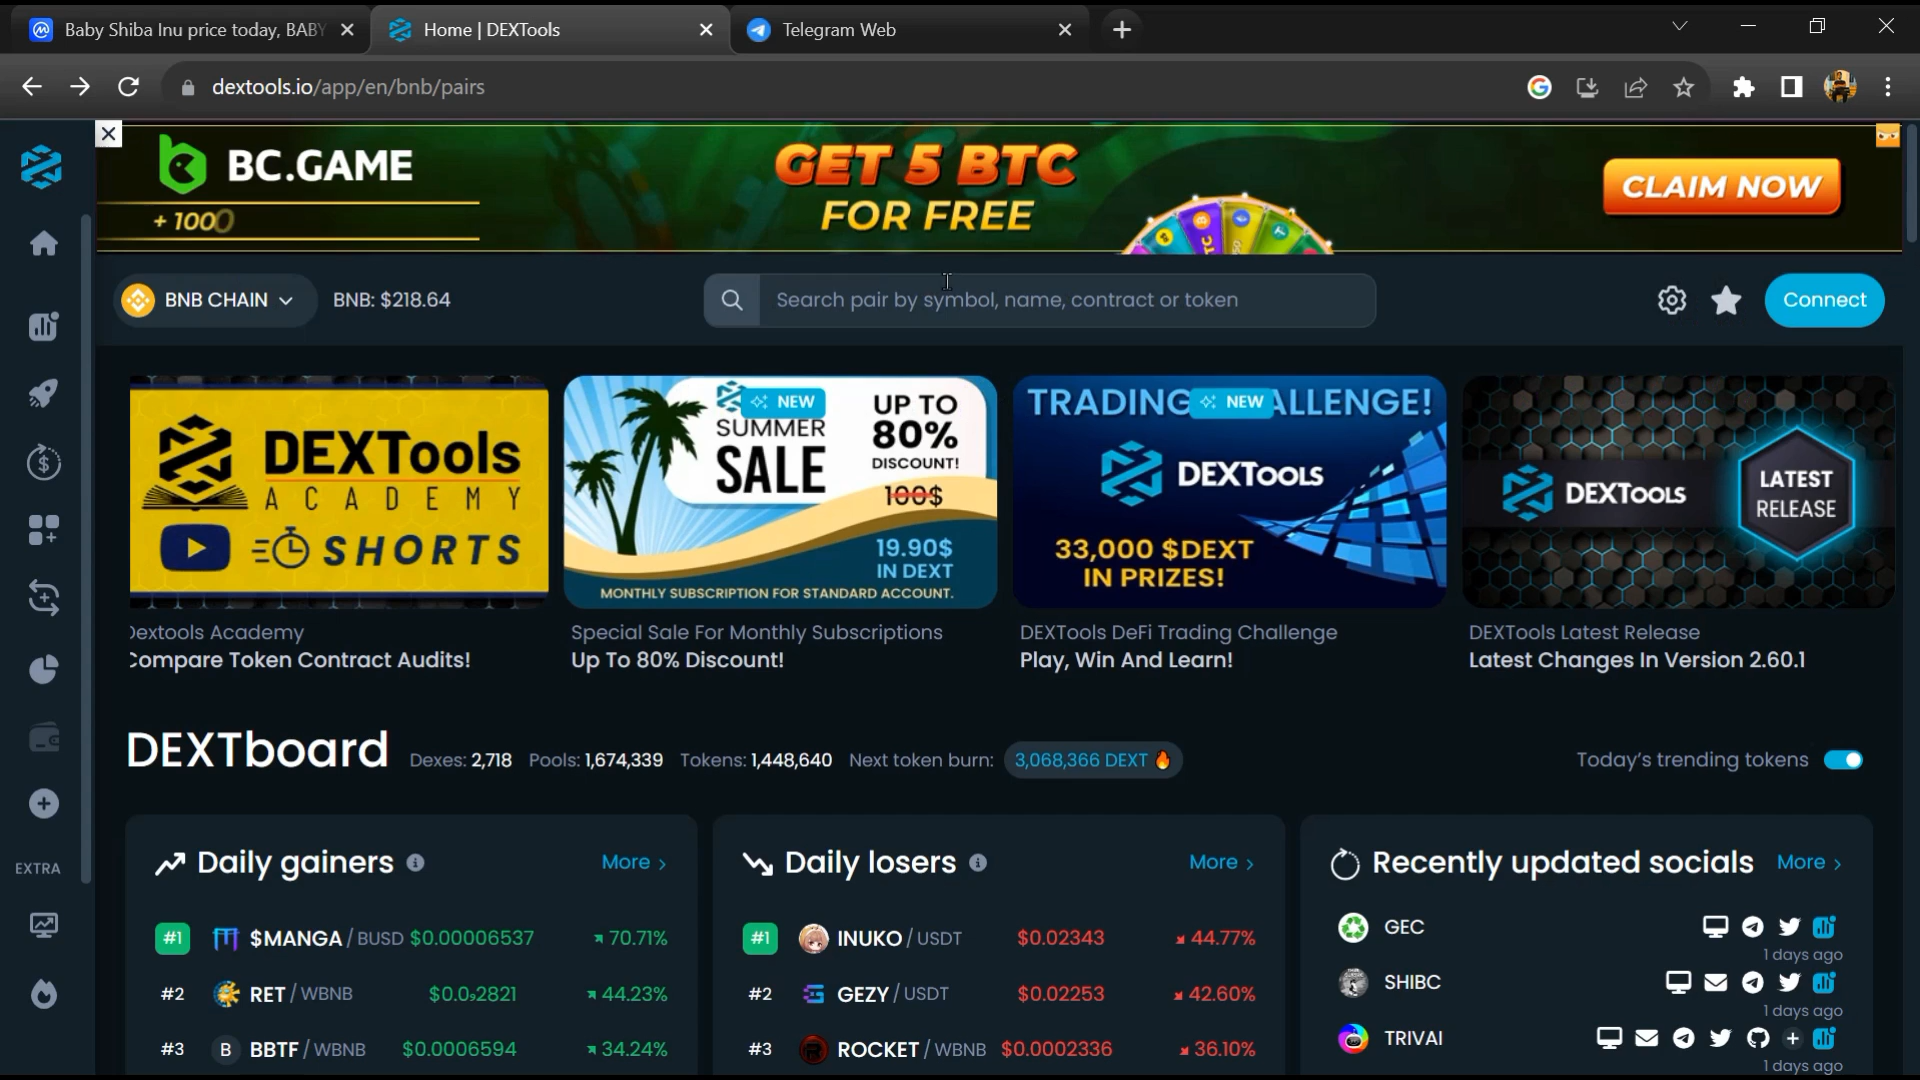 Baby Shiba Inu price today, BABY
Home | DEXTools
Telegram Web
dextools.io/app/en/bnb/pairs
BC.GAME
+ 1000
GET 5 BTC
FOR FREE
CLAIM NOW
BNB CHAIN
BNB: $218.64
Search pair by symbol, name, contract or token
Connect
DEXTools
ACADEMY
SHORTS
NEW
SUMMER
SALE
UP TO
80%
DISCOUNT!
100$
19.90$
IN DEXT
MONTHLY SUBSCRIPTION FOR STANDARD ACCOUNT.
TRADING NEW ALLENGE!
DEXTools
33,000 $DEXT
IN PRIZES!
DEXTools
LATEST
RELEASE
Dextools Academy
Compare Token Contract Audits!
Special Sale For Monthly Subscriptions
Up To 80% Discount!
DEXTools DeFi Trading Challenge
Play, Win And Learn!
DEXTools Latest Release
Latest Changes In Version 2.60.1
DEXTboard
Dexes: 2,718 Pools: 1,674,339 Tokens: 1,448,640 Next token burn: 3,068,366 DEXT
Today's trending tokens
EXTRA
Daily gainers More >
#1 $MANGA / BUSD $0.00006537 70.71%
#2 RET / WBNB $0.0₉2821 44.23%
#3 B BBTF / WBNB $0.0006594 34.24%
Daily losers More >
#1 INUKO / USDT $0.02343 44.77%
#2 GEZY / USDT $0.02253 42.60%
#3 ROCKET / WBNB $0.0002336 36.10%
Recently updated socials More >
GEC
1 days ago
SHIBC
1 days ago
TRIVAI
1 days ago